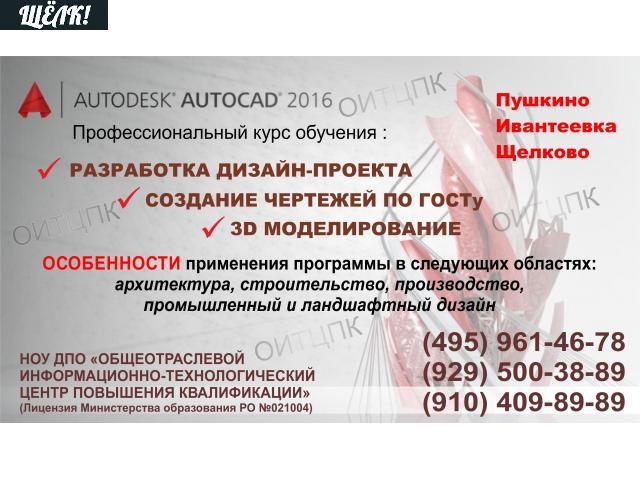 ЩЁЛК!
AUTODESK® AUTOCAD® 2016
ОИТЦПК
Пушкино
Ивантеевка
Щелково
Профессиональный курс обучения :
РАЗРАБОТКА ДИЗАЙН-ПРОЕКТА
СОЗДАНИЕ ЧЕРТЕЖЕЙ ПО ГОСТу
3D МОДЕЛИРОВАНИЕ
ОИТЦПК
ОИТЦПК
ОСОБЕННОСТИ применения программы в следующих областях:
архитектура, строительство, производство,
промышленный и ландшафтный дизайн
ОИТЦПК
НОУ ДПО «ОБЩЕОТРАСЛЕВОЙ
ИНФОРМАЦИОННО-ТЕХНОЛОГИЧЕСКИЙ
ЦЕНТР ПОВЫШЕНИЯ КВАЛИФИКАЦИИ»
(Лицензия Министерства образования РО №021004)
(495) 961-46-78
(929) 500-38-89
(910) 409-89-89